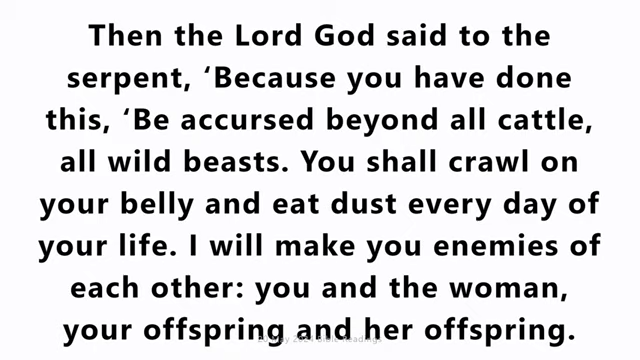 Then the Lord God said to the
serpent, ‘Because you have done
this, ‘Be accursed beyond all cattle,
all wild beasts. You shall crawl on
your belly and eat dust every day of
your life. I will make you enemies of
each other: you and the woman,
your offspring and her offspring.